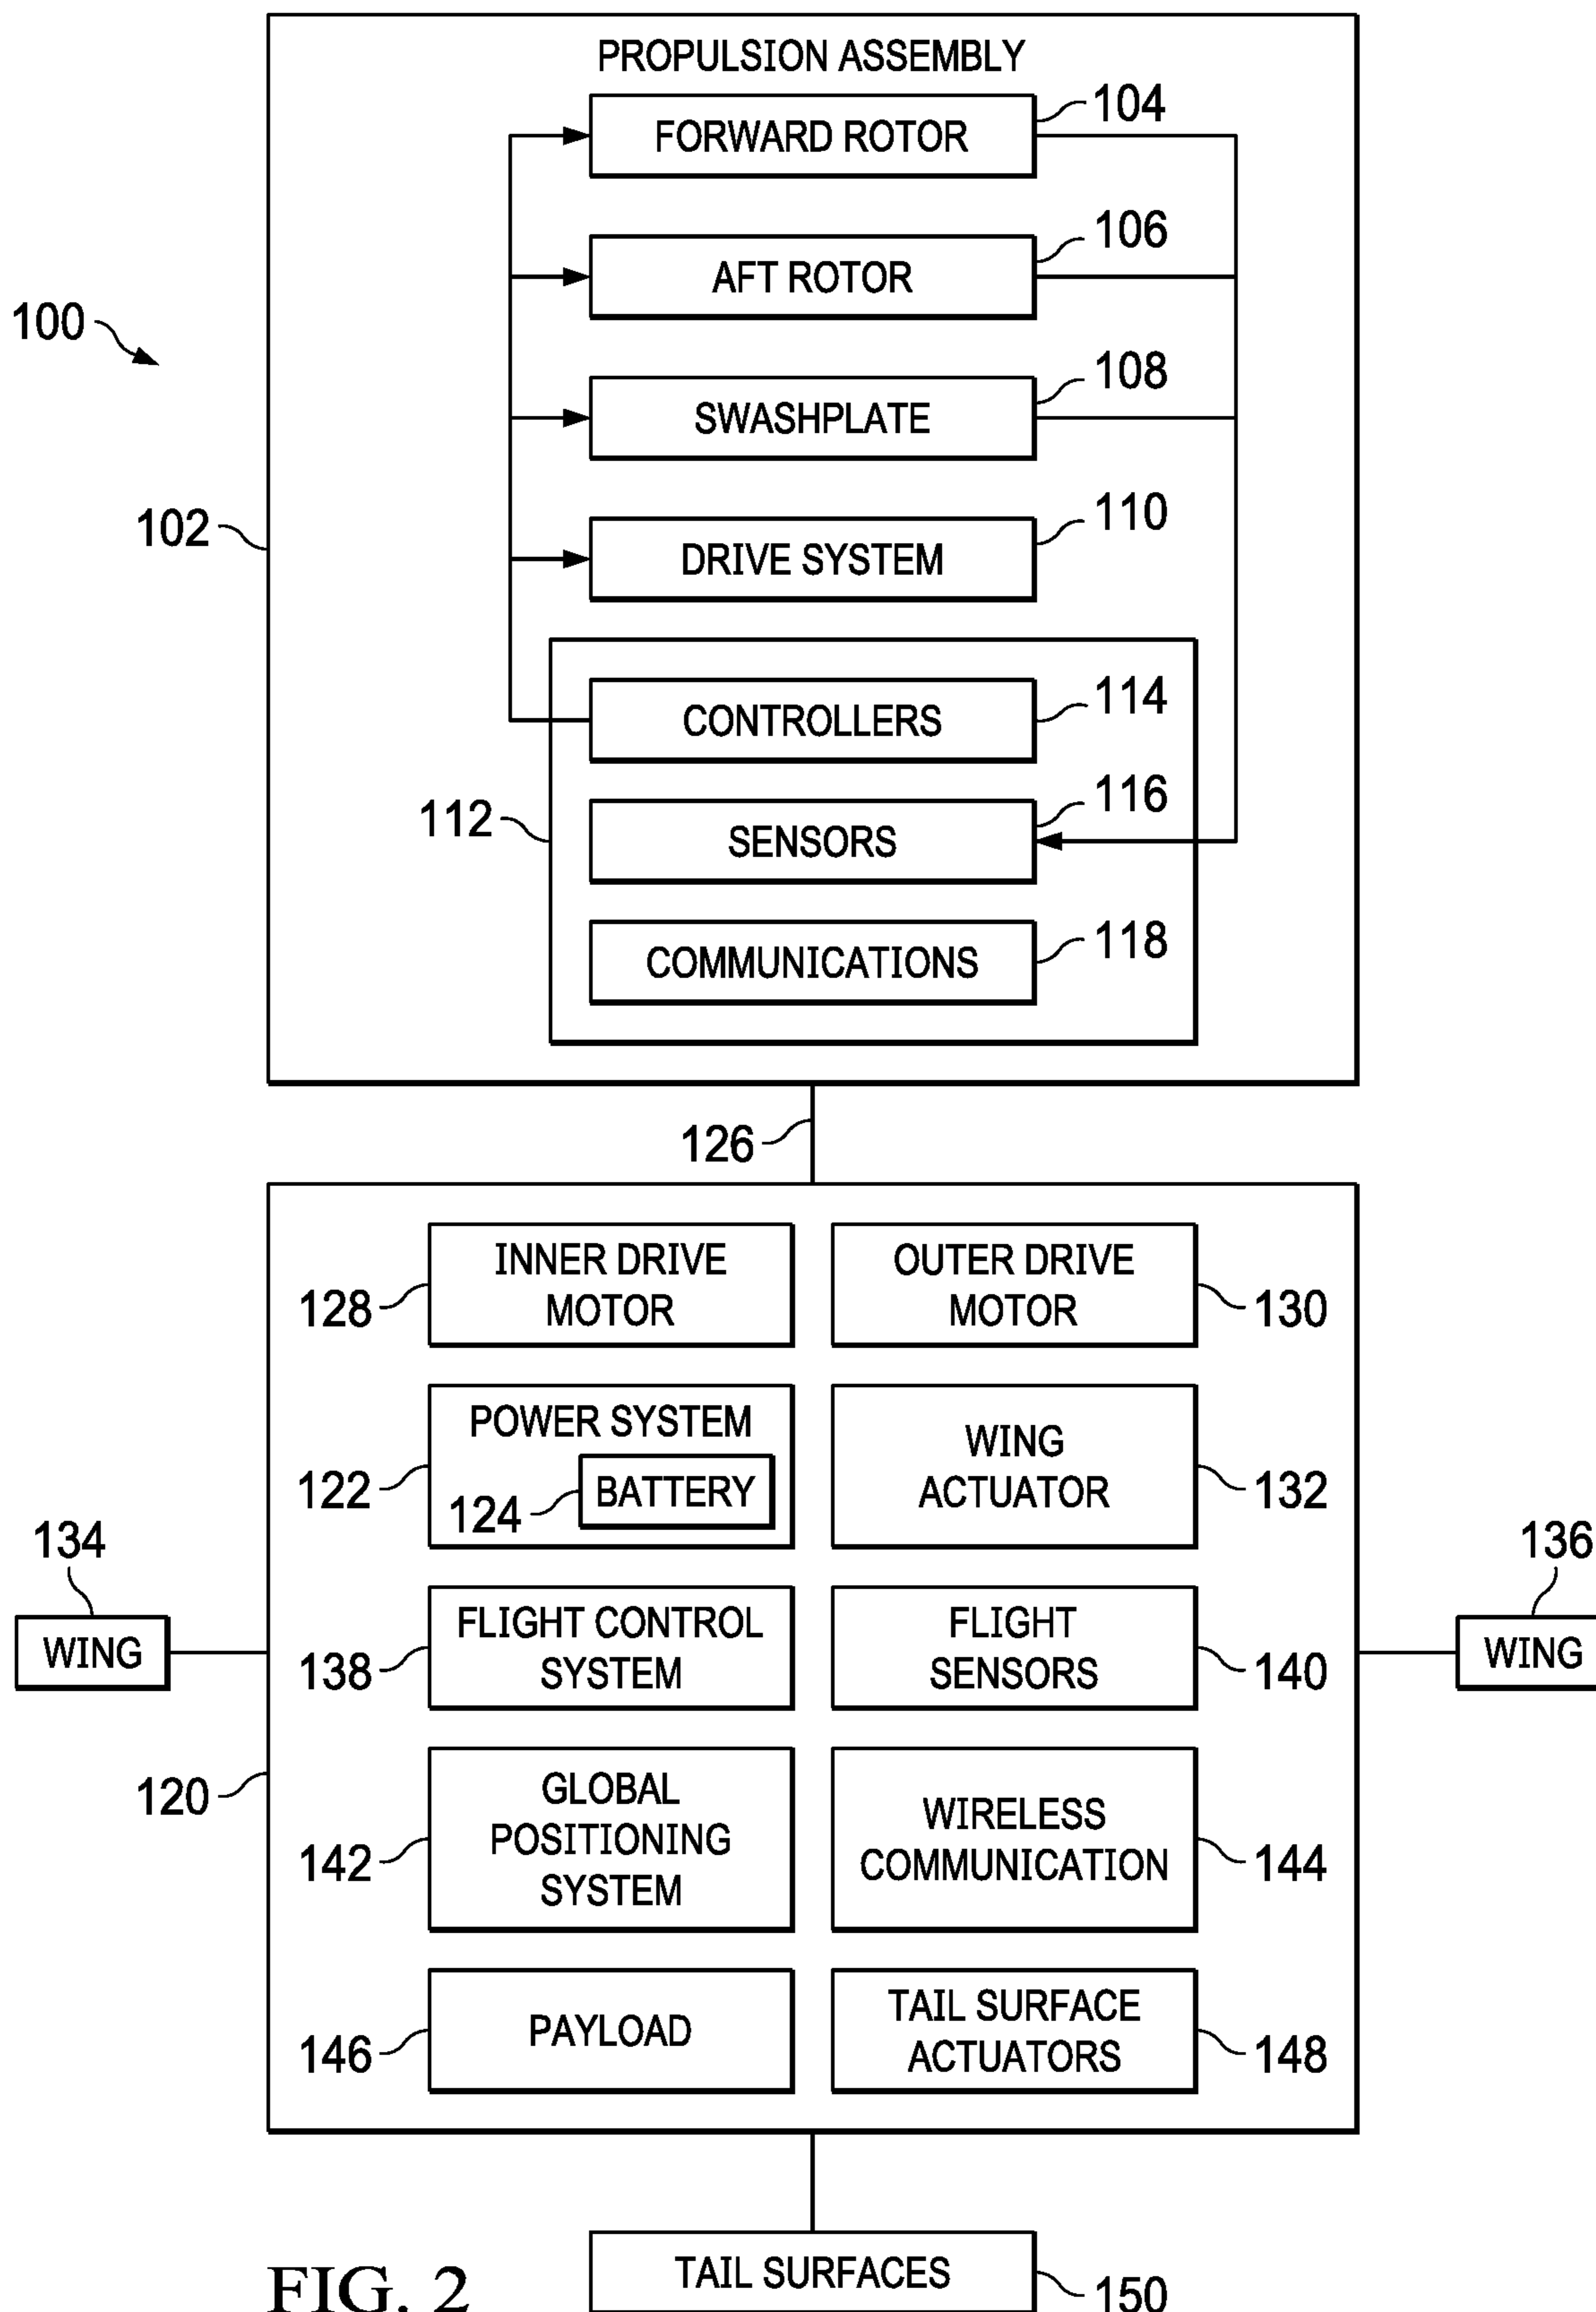 PROPULSION ASSEMBLY
FORWARD ROTOR
104
AFT ROTOR
106
100
SWASHPLATE
108
102
DRIVE SYSTEM
110
CONTROLLERS
114
112
SENSORS
116
COMMUNICATIONS
118
126
INNER DRIVE
MOTOR
128
OUTER DRIVE
MOTOR
130
POWER SYSTEM
122
BATTERY
124
WING
ACTUATOR
132
134
WING
136
WING
FLIGHT CONTROL
SYSTEM
138
FLIGHT
SENSORS
140
120
GLOBAL
POSITIONING
SYSTEM
142
WIRELESS
COMMUNICATION
144
PAYLOAD
146
TAIL SURFACE
ACTUATORS
148
TAIL SURFACES
150
FIG. 2